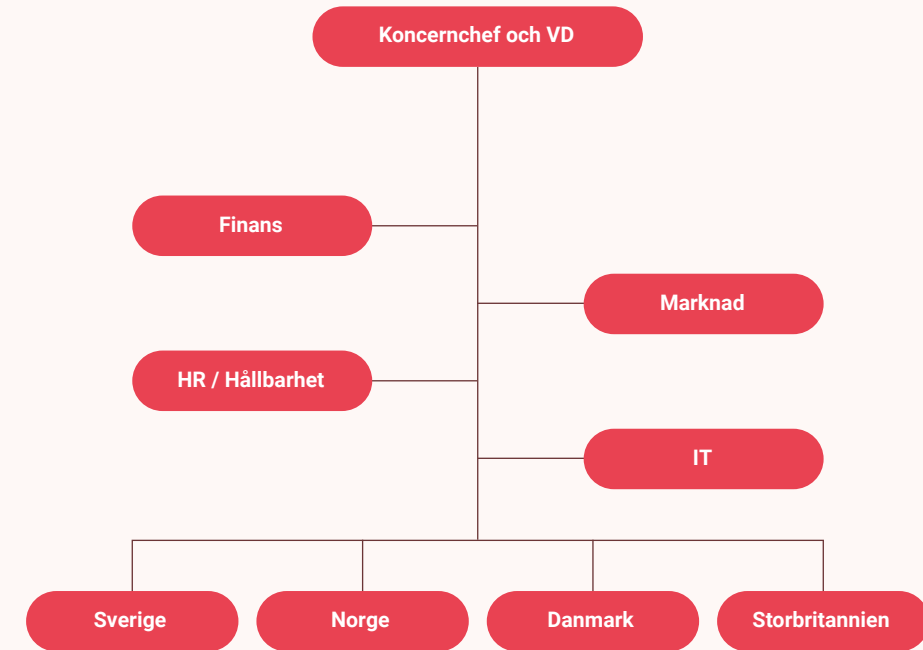 Koncernchef och VD
Finans
Marknad
HR / Hållbarhet
IT
Sverige
Norge
Danmark
Storbritannien